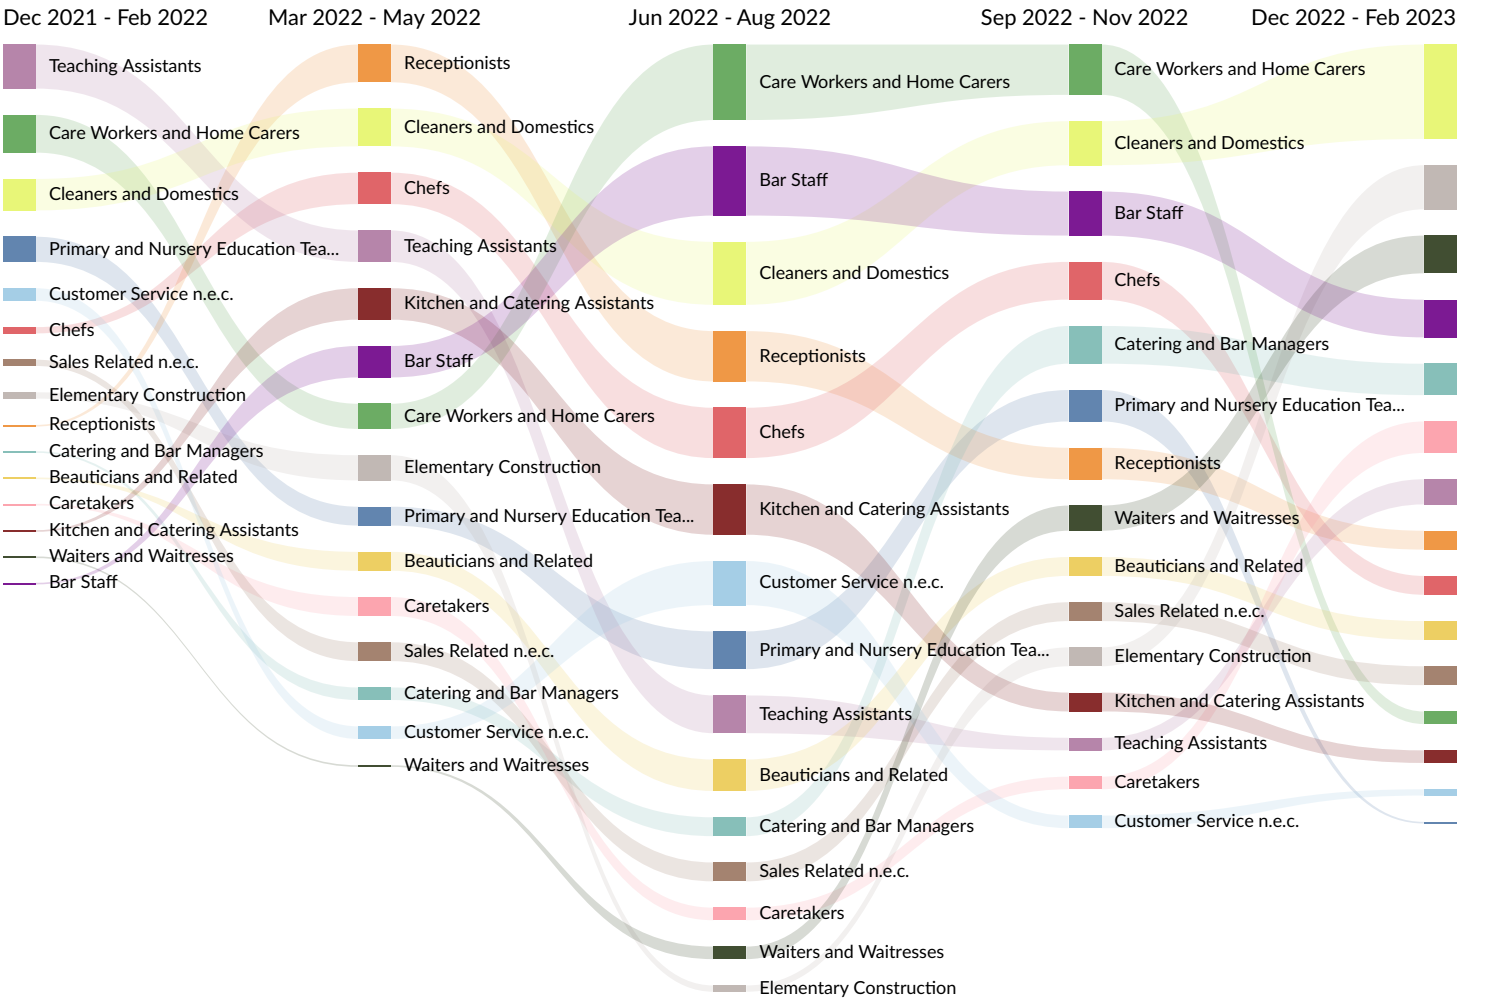 Dec 2021 - Feb 2022
Mar 2022 - May 2022
Jun 2022 - Aug 2022
Sep 2022 - Nov 2022
Dec 2022 - Feb 2023
Teaching Assistants
Care Workers and Home Carers
Cleaners and Domestics
Primary and Nursery Education Tea...
Customer Service n.e.c.
Chefs
Sales Related n.e.c.
Elementary Construction
Receptionists
Catering and Bar Managers
Beauticians and Related
Caretakers
Kitchen and Catering Assistants
Waiters and Waitresses
Bar Staff
Receptionists
Cleaners and Domestics
Chefs
Teaching Assistants
Kitchen and Catering Assistants
Bar Staff
Care Workers and Home Carers
Elementary Construction
Primary and Nursery Education Tea...
Beauticians and Related
Caretakers
Sales Related n.e.c.
Catering and Bar Managers
Customer Service n.e.c.
Waiters and Waitresses
Care Workers and Home Carers
Bar Staff
Cleaners and Domestics
Receptionists
Chefs
Kitchen and Catering Assistants
Customer Service n.e.c.
Primary and Nursery Education Tea...
Teaching Assistants
Beauticians and Related
Catering and Bar Managers
Sales Related n.e.c.
Caretakers
Waiters and Waitresses
Elementary Construction
Care Workers and Home Carers
Cleaners and Domestics
Bar Staff
Chefs
Catering and Bar Managers
Primary and Nursery Education Tea...
Receptionists
Waiters and Waitresses
Beauticians and Related
Sales Related n.e.c.
Elementary Construction
Kitchen and Catering Assistants
Teaching Assistants
Caretakers
Customer Service n.e.c.